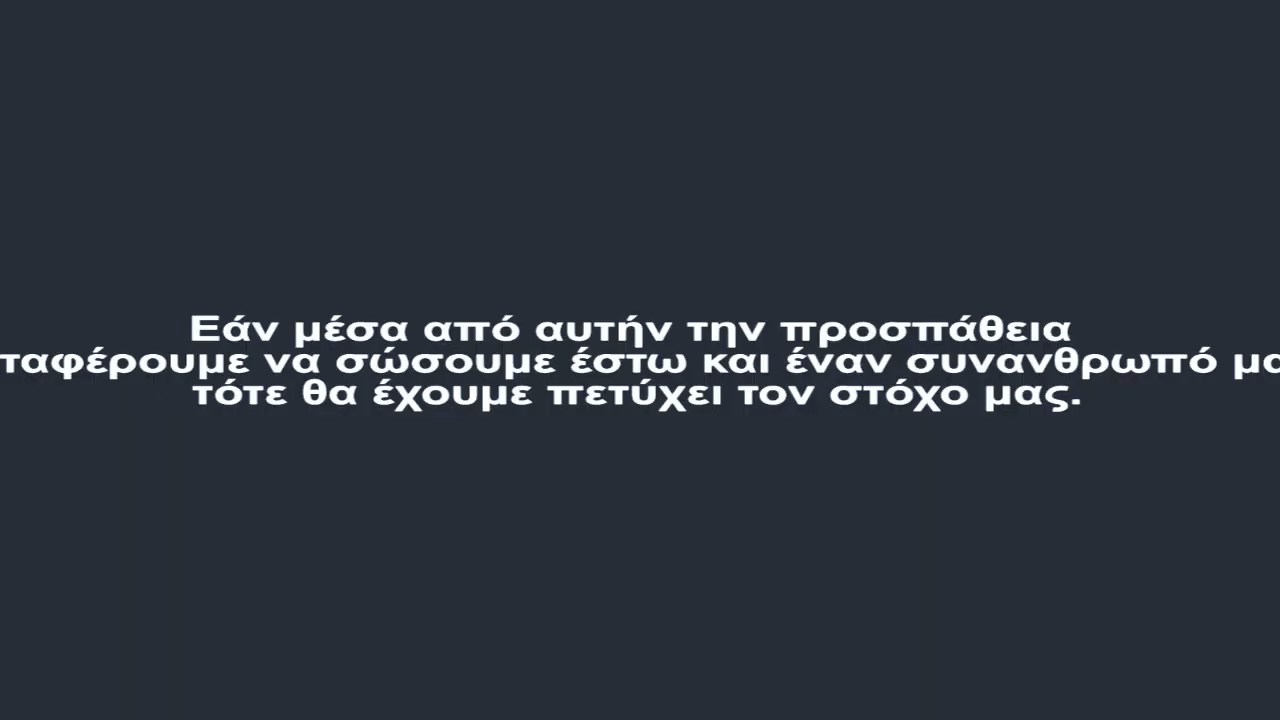 Εάν μέσα από αυτήν την προσπάθεια
ταφέρουμε να σώσουμε έστω και έναν συνανθρωπό μα
τότε θα έχουμε πετύχει τον στόχο μας.